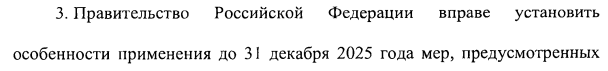 3. Правительство Российской Федерации вправе установить
особенности применения до 31 декабря 2025 года мер, предусмотренных